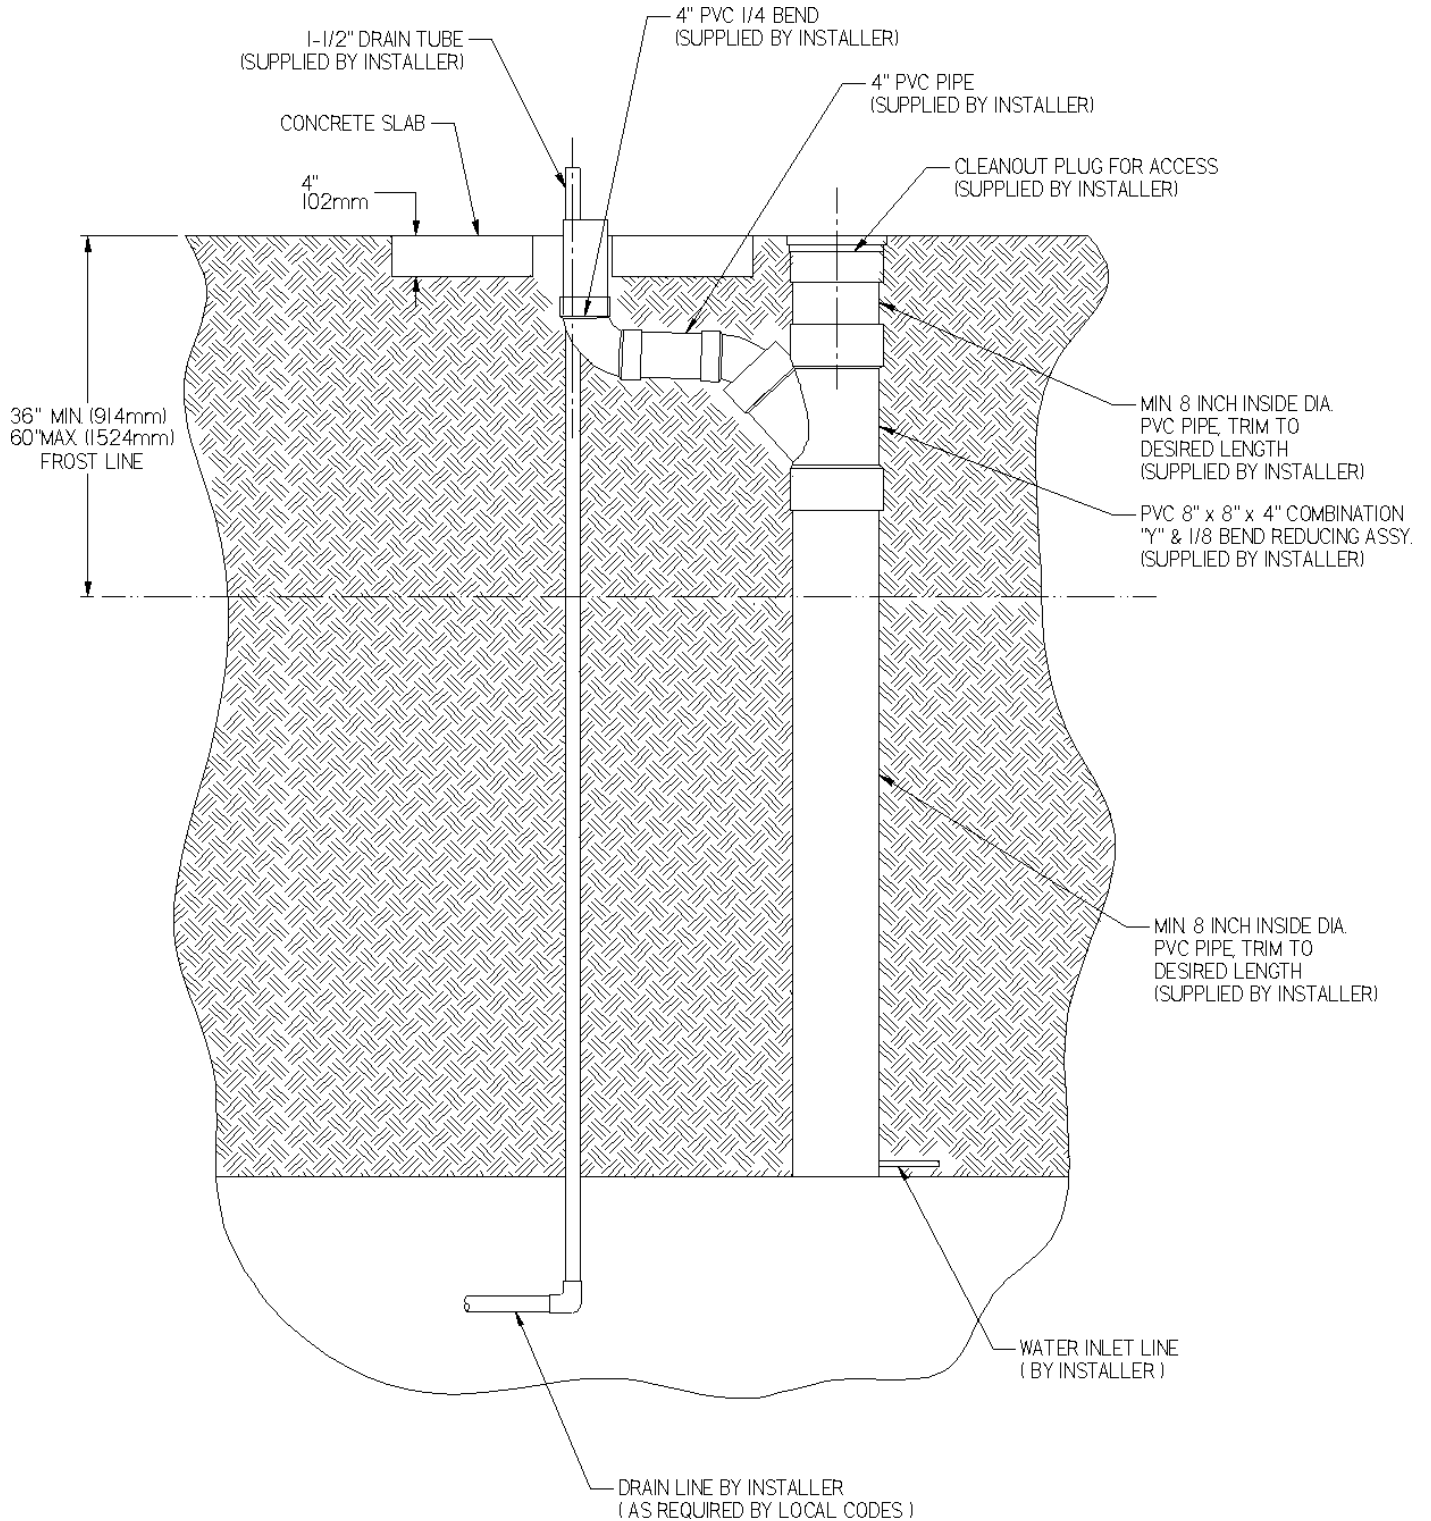 4" PVC 1/4 BEND
(SUPPLIED BY INSTALLER)
1-1/2" DRAIN TUBE
(SUPPLIED BY INSTALLER)
4" PVC PIPE
(SUPPLIED BY INSTALLER)
CONCRETE SLAB
CLEANOUT PLUG FOR ACCESS
(SUPPLIED BY INSTALLER)
4"
102mm
36" MIN. (914mm)
60"MAX. (1524mm)
FROST LINE
MIN. 8 INCH INSIDE DIA.
PVC PIPE, TRIM TO
DESIRED LENGTH
(SUPPLIED BY INSTALLER)
PVC 8" x 8" x 4" COMBINATION
"Y" & 1/8 BEND REDUCING ASSY.
(SUPPLIED BY INSTALLER)
MIN. 8 INCH INSIDE DIA.
PVC PIPE, TRIM TO
DESIRED LENGTH
(SUPPLIED BY INSTALLER)
WATER INLET LINE
( BY INSTALLER )
DRAIN LINE BY INSTALLER
( AS REQUIRED BY LOCAL CODES )